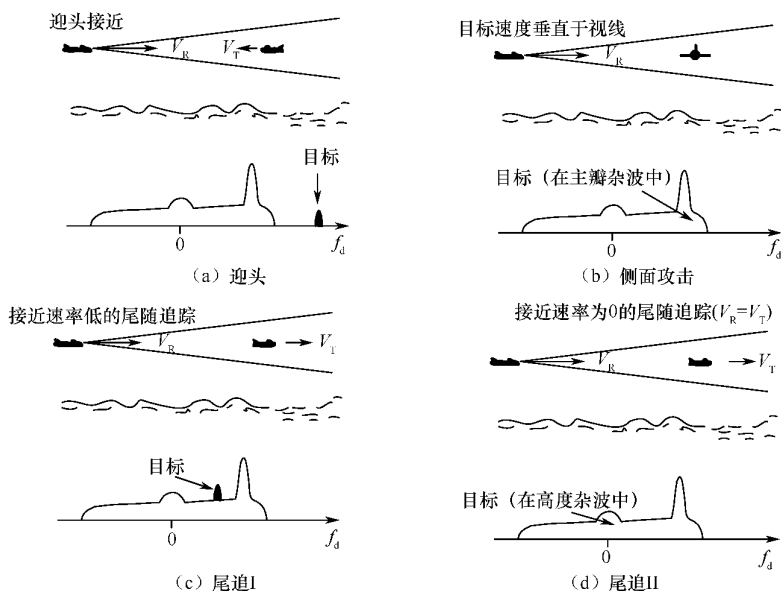 迎头接近
V_R
V_T
目标
0
f_d
(a) 迎头
目标速度垂直于视线
V_R
目标（在主瓣杂波中）
0
f_d
(b) 侧面攻击
接近速率低的尾随追踪
V_R
V_T
目标
0
f_d
(c) 尾追I
接近速率为0的尾随追踪(V_R=V_T)
V_R
V_T
目标（在高度杂波中）
0
f_d
(d) 尾追II